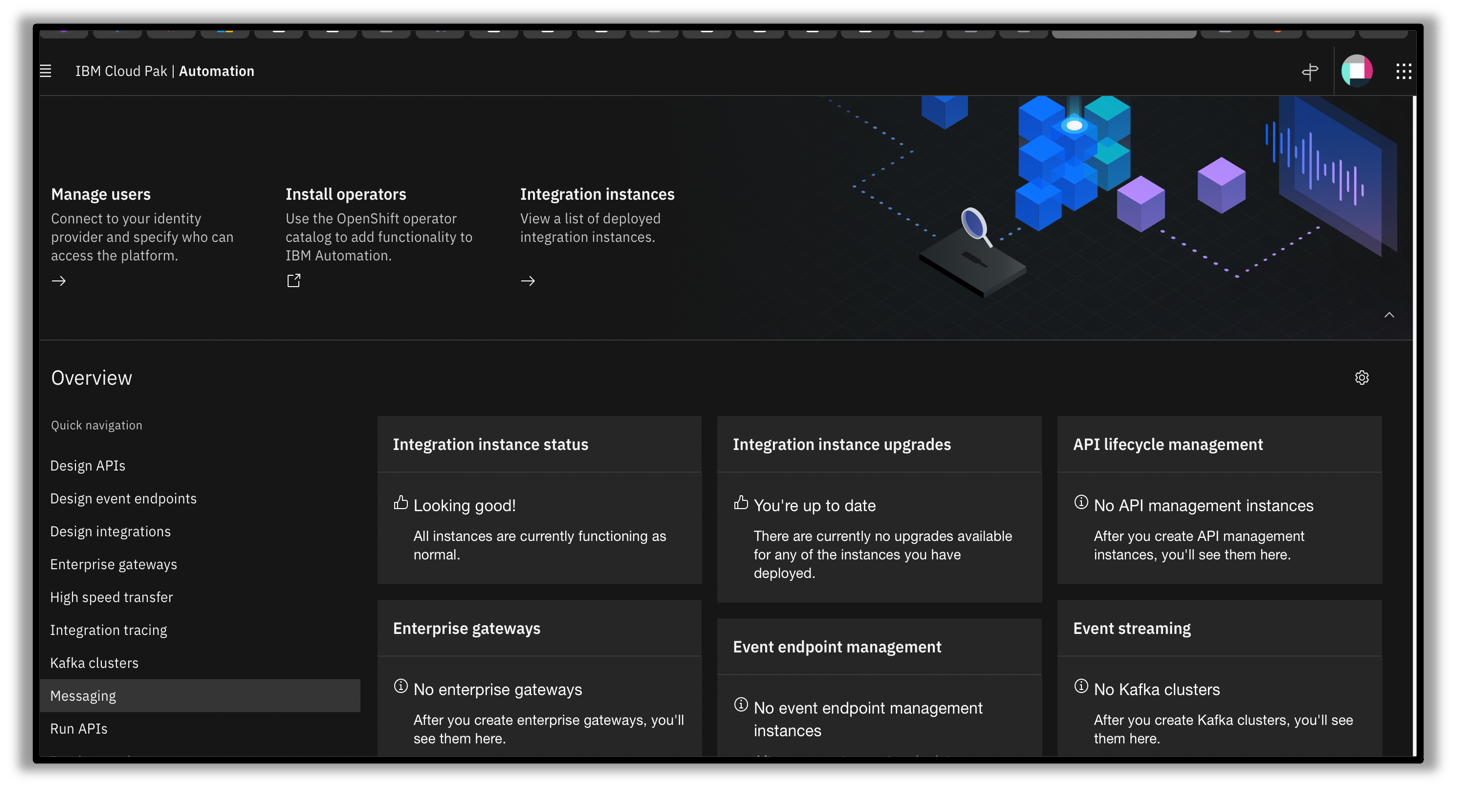 IBM Cloud Pak | Automation
Manage users
Connect to your identity
provider and specify who can
access the platform.
Install operators
Use the OpenShift operator
catalog to add functionality to
IBM Automation.
Integration instances
View a list of deployed
integration instances.
Overview
Quick navigation
Design APIs
Design event endpoints
Design integrations
Enterprise gateways
High speed transfer
Integration tracing
Kafka clusters
Messaging
Run APIs
Integration instance status
Looking good!
All instances are currently functioning as
normal.
Integration instance upgrades
You're up to date
There are currently no upgrades available
for any of the instances you have
deployed.
API lifecycle management
No API management instances
After you create API management
instances, you'll see them here.
Enterprise gateways
No enterprise gateways
After you create enterprise gateways, you'll
see them here.
Event endpoint management
No event endpoint management
instances
Event streaming
No Kafka clusters
After you create Kafka clusters, you'll see
them here.